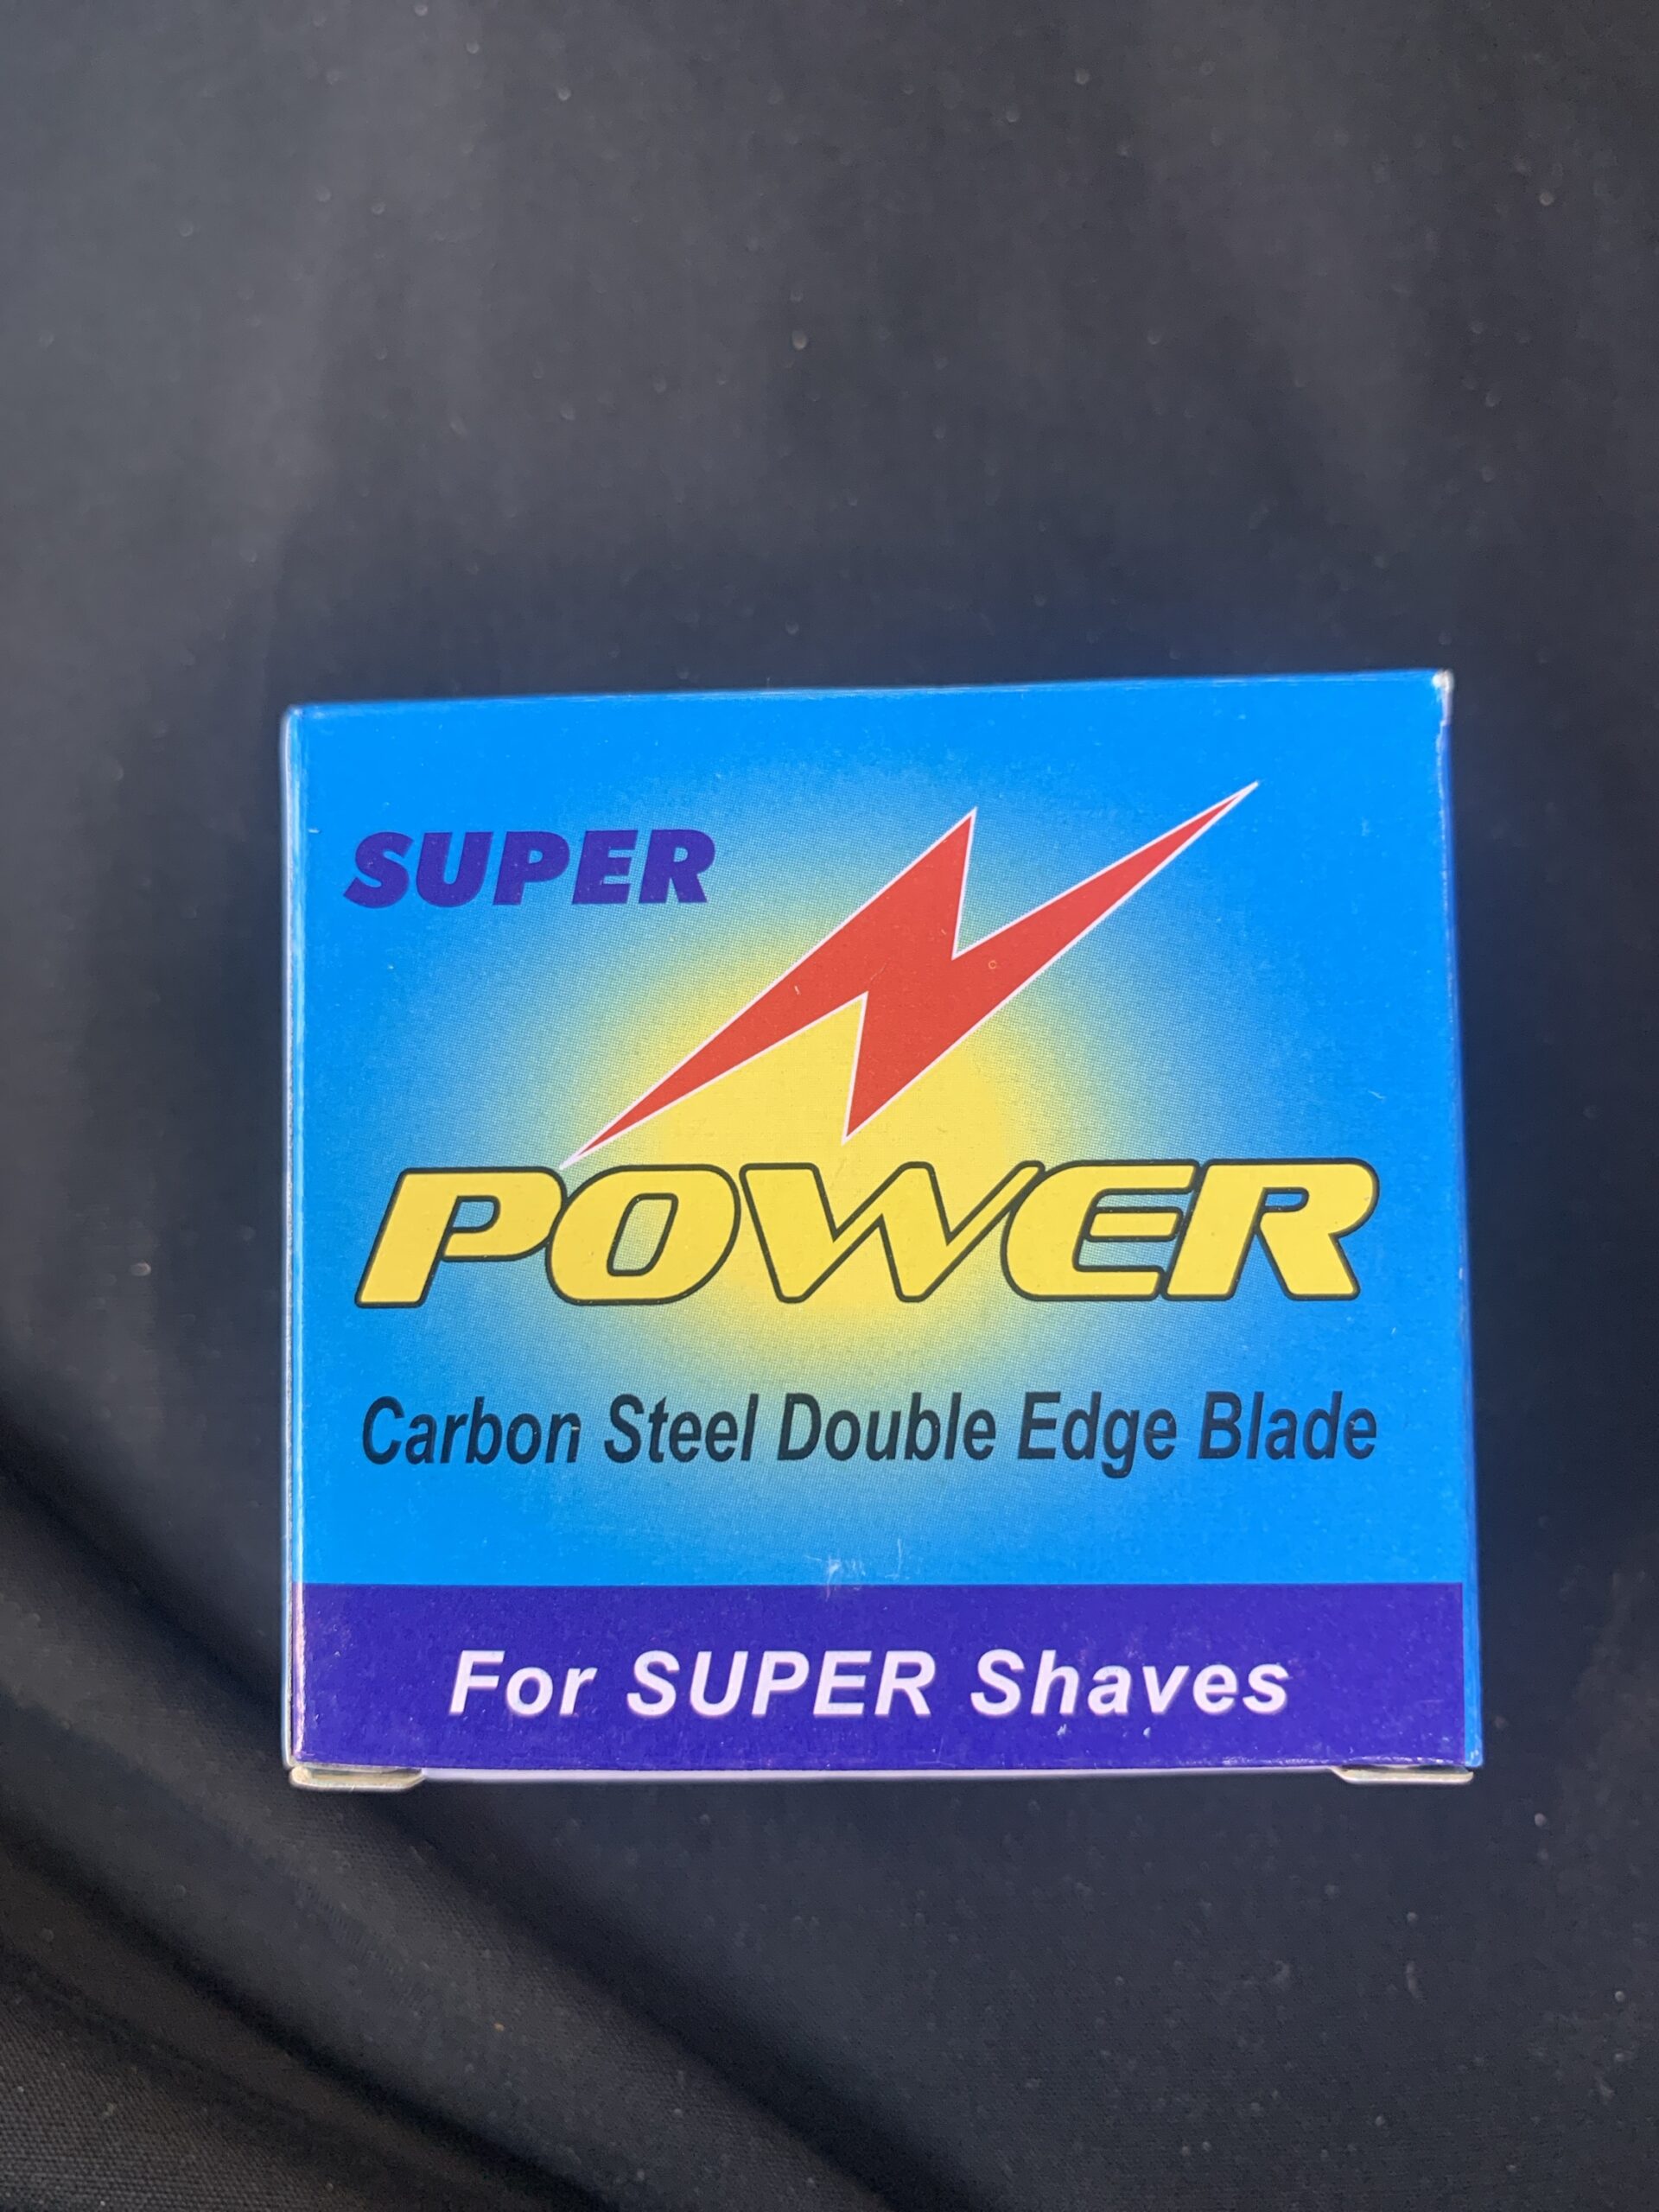 SUPER
POWER
Carbon Steel Double Edge Blade
For SUPER Shaves